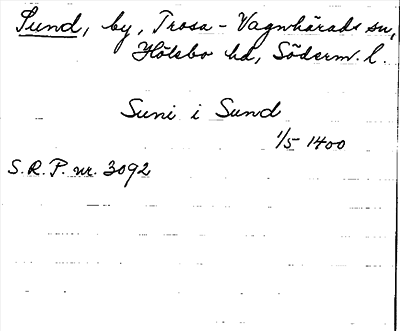 Sund, by, Trosa-Vagnhärads sn,
Hölebo hd, Söderm. l.
Suni i Sund
1/5 1400
S.R.P. nr. 3092